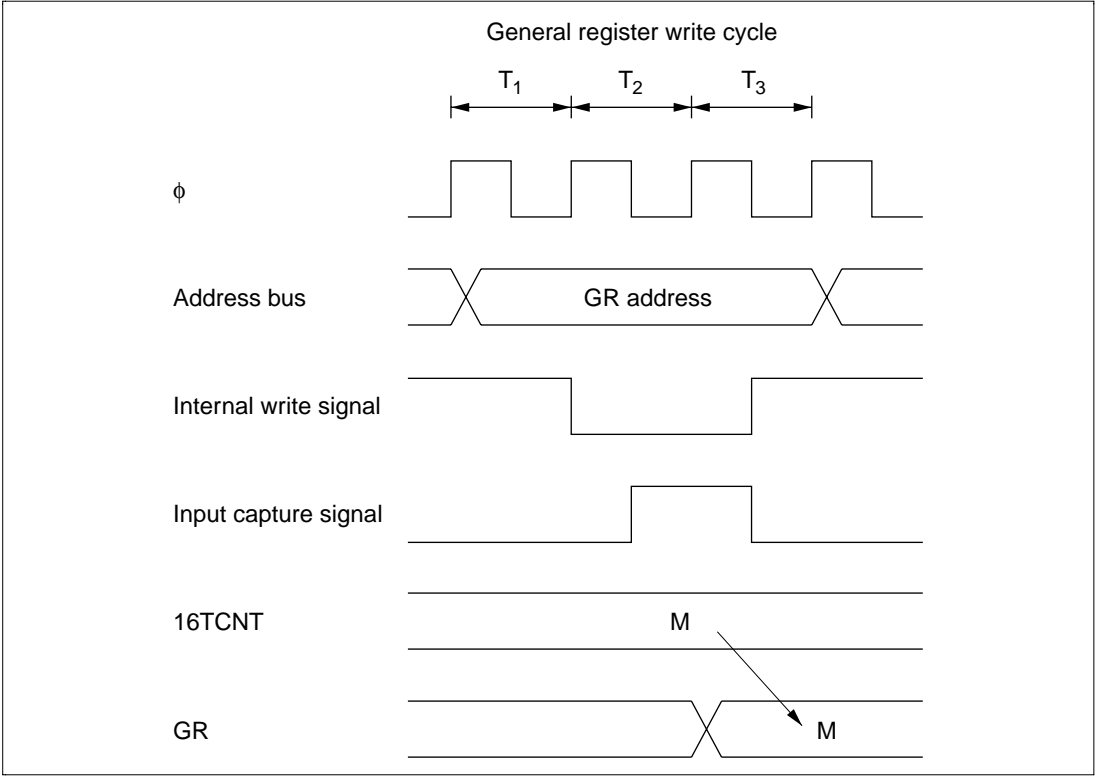 General register write cycle
T1 T2 T3
φ
Address bus GR address
Internal write signal
Input capture signal
16TCNT M
GR M